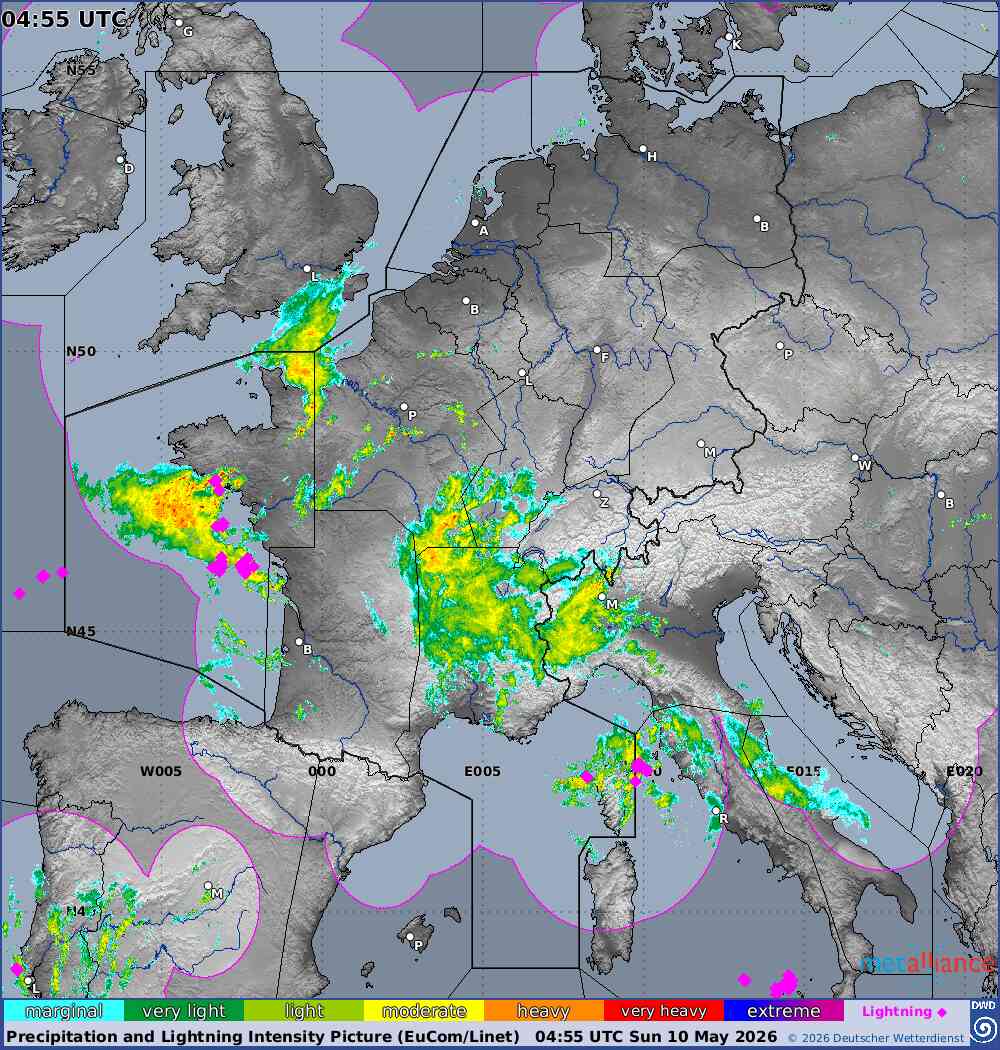 04:55 UTC
G
K
N55
D
H
A
B
L
B
N50
F
P
L
P
M
W
Z
B
M
N45
B
W005
000
E005
E015
E020
R
M
N40
P
L
metalliance
marginal very light light moderate heavy very heavy extreme Lightning
DWD
Precipitation and Lightning Intensity Picture (EuCom/Linet) 04:55 UTC Sun 10 May 2026 © 2026 Deutscher Wetterdienst